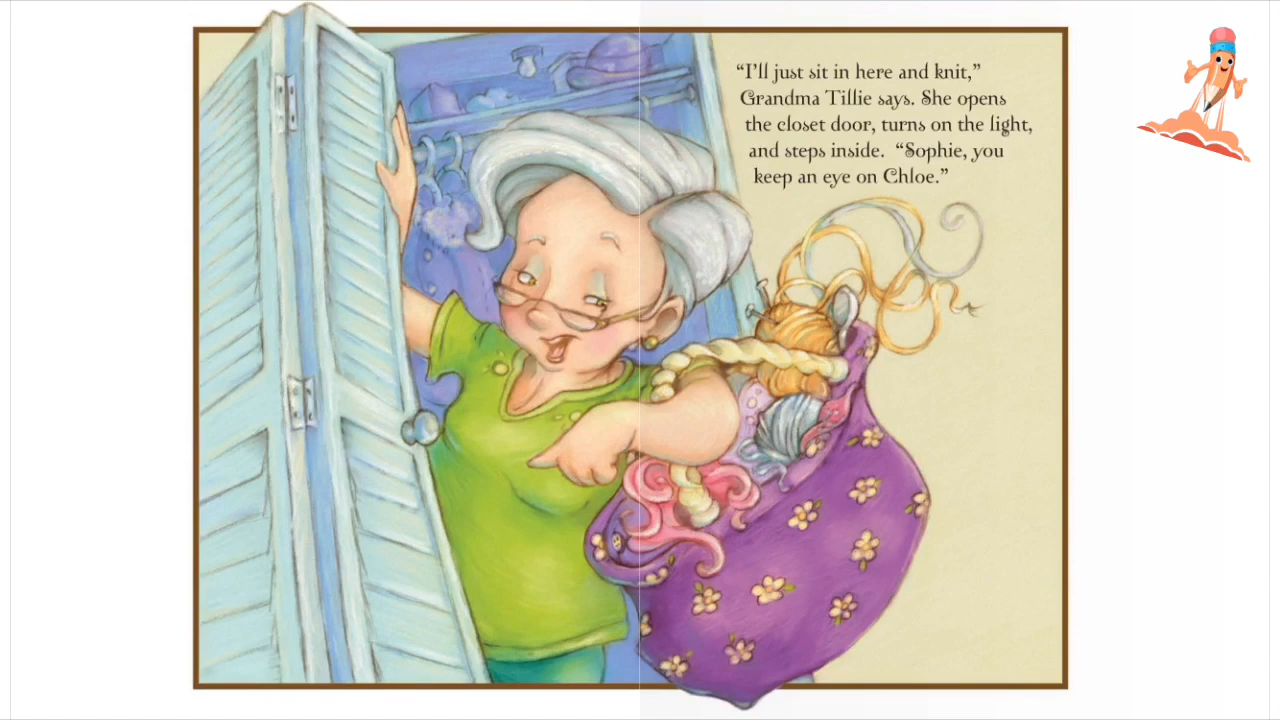 “I’ll just sit in here and knit,”
Grandma Tillie says. She opens
the closet door, turns on the light,
and steps inside.  “Sophie, you
keep an eye on Chloe.”